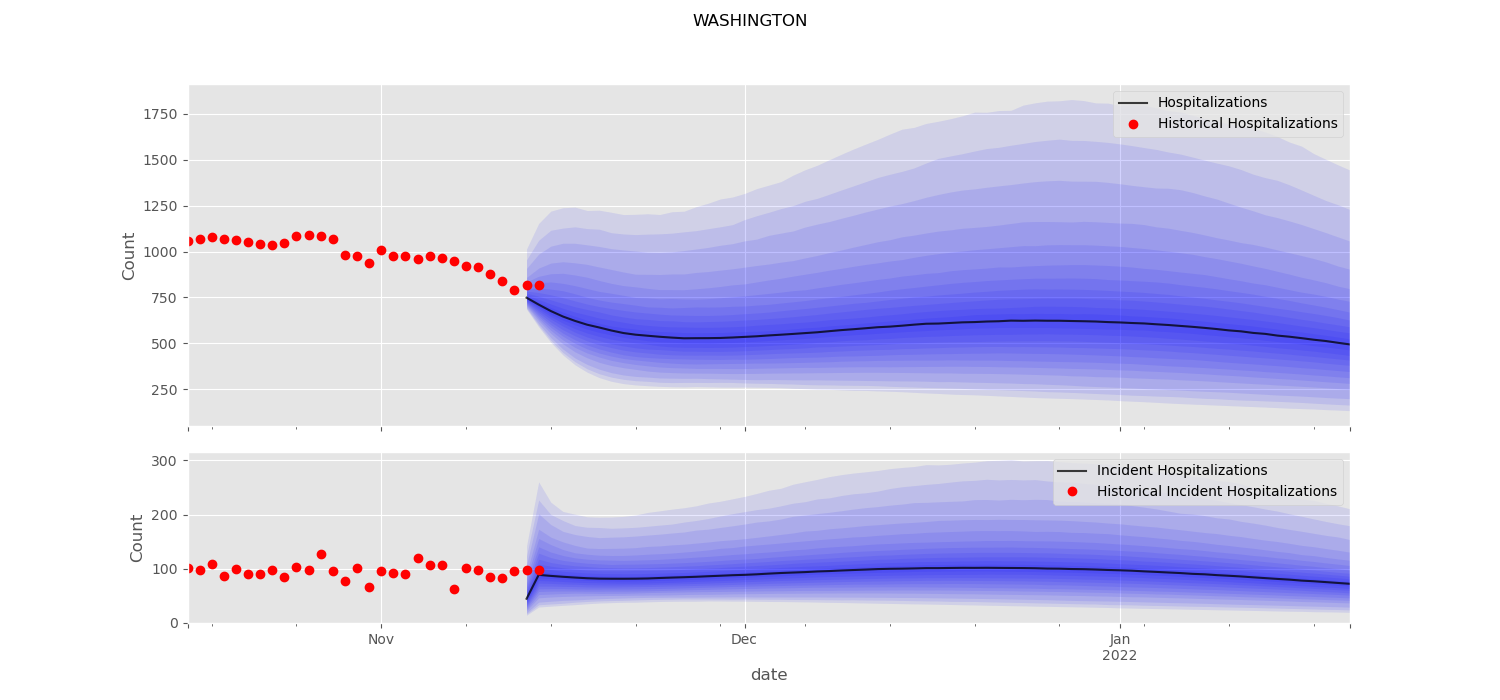 WASHINGTON
1750
1500
1250
1000
750
500
250
Count
Hospitalizations
Historical Hospitalizations
300
200
100
0
Count
Incident Hospitalizations
Historical Incident Hospitalizations
Nov
Dec
Jan
2022
date